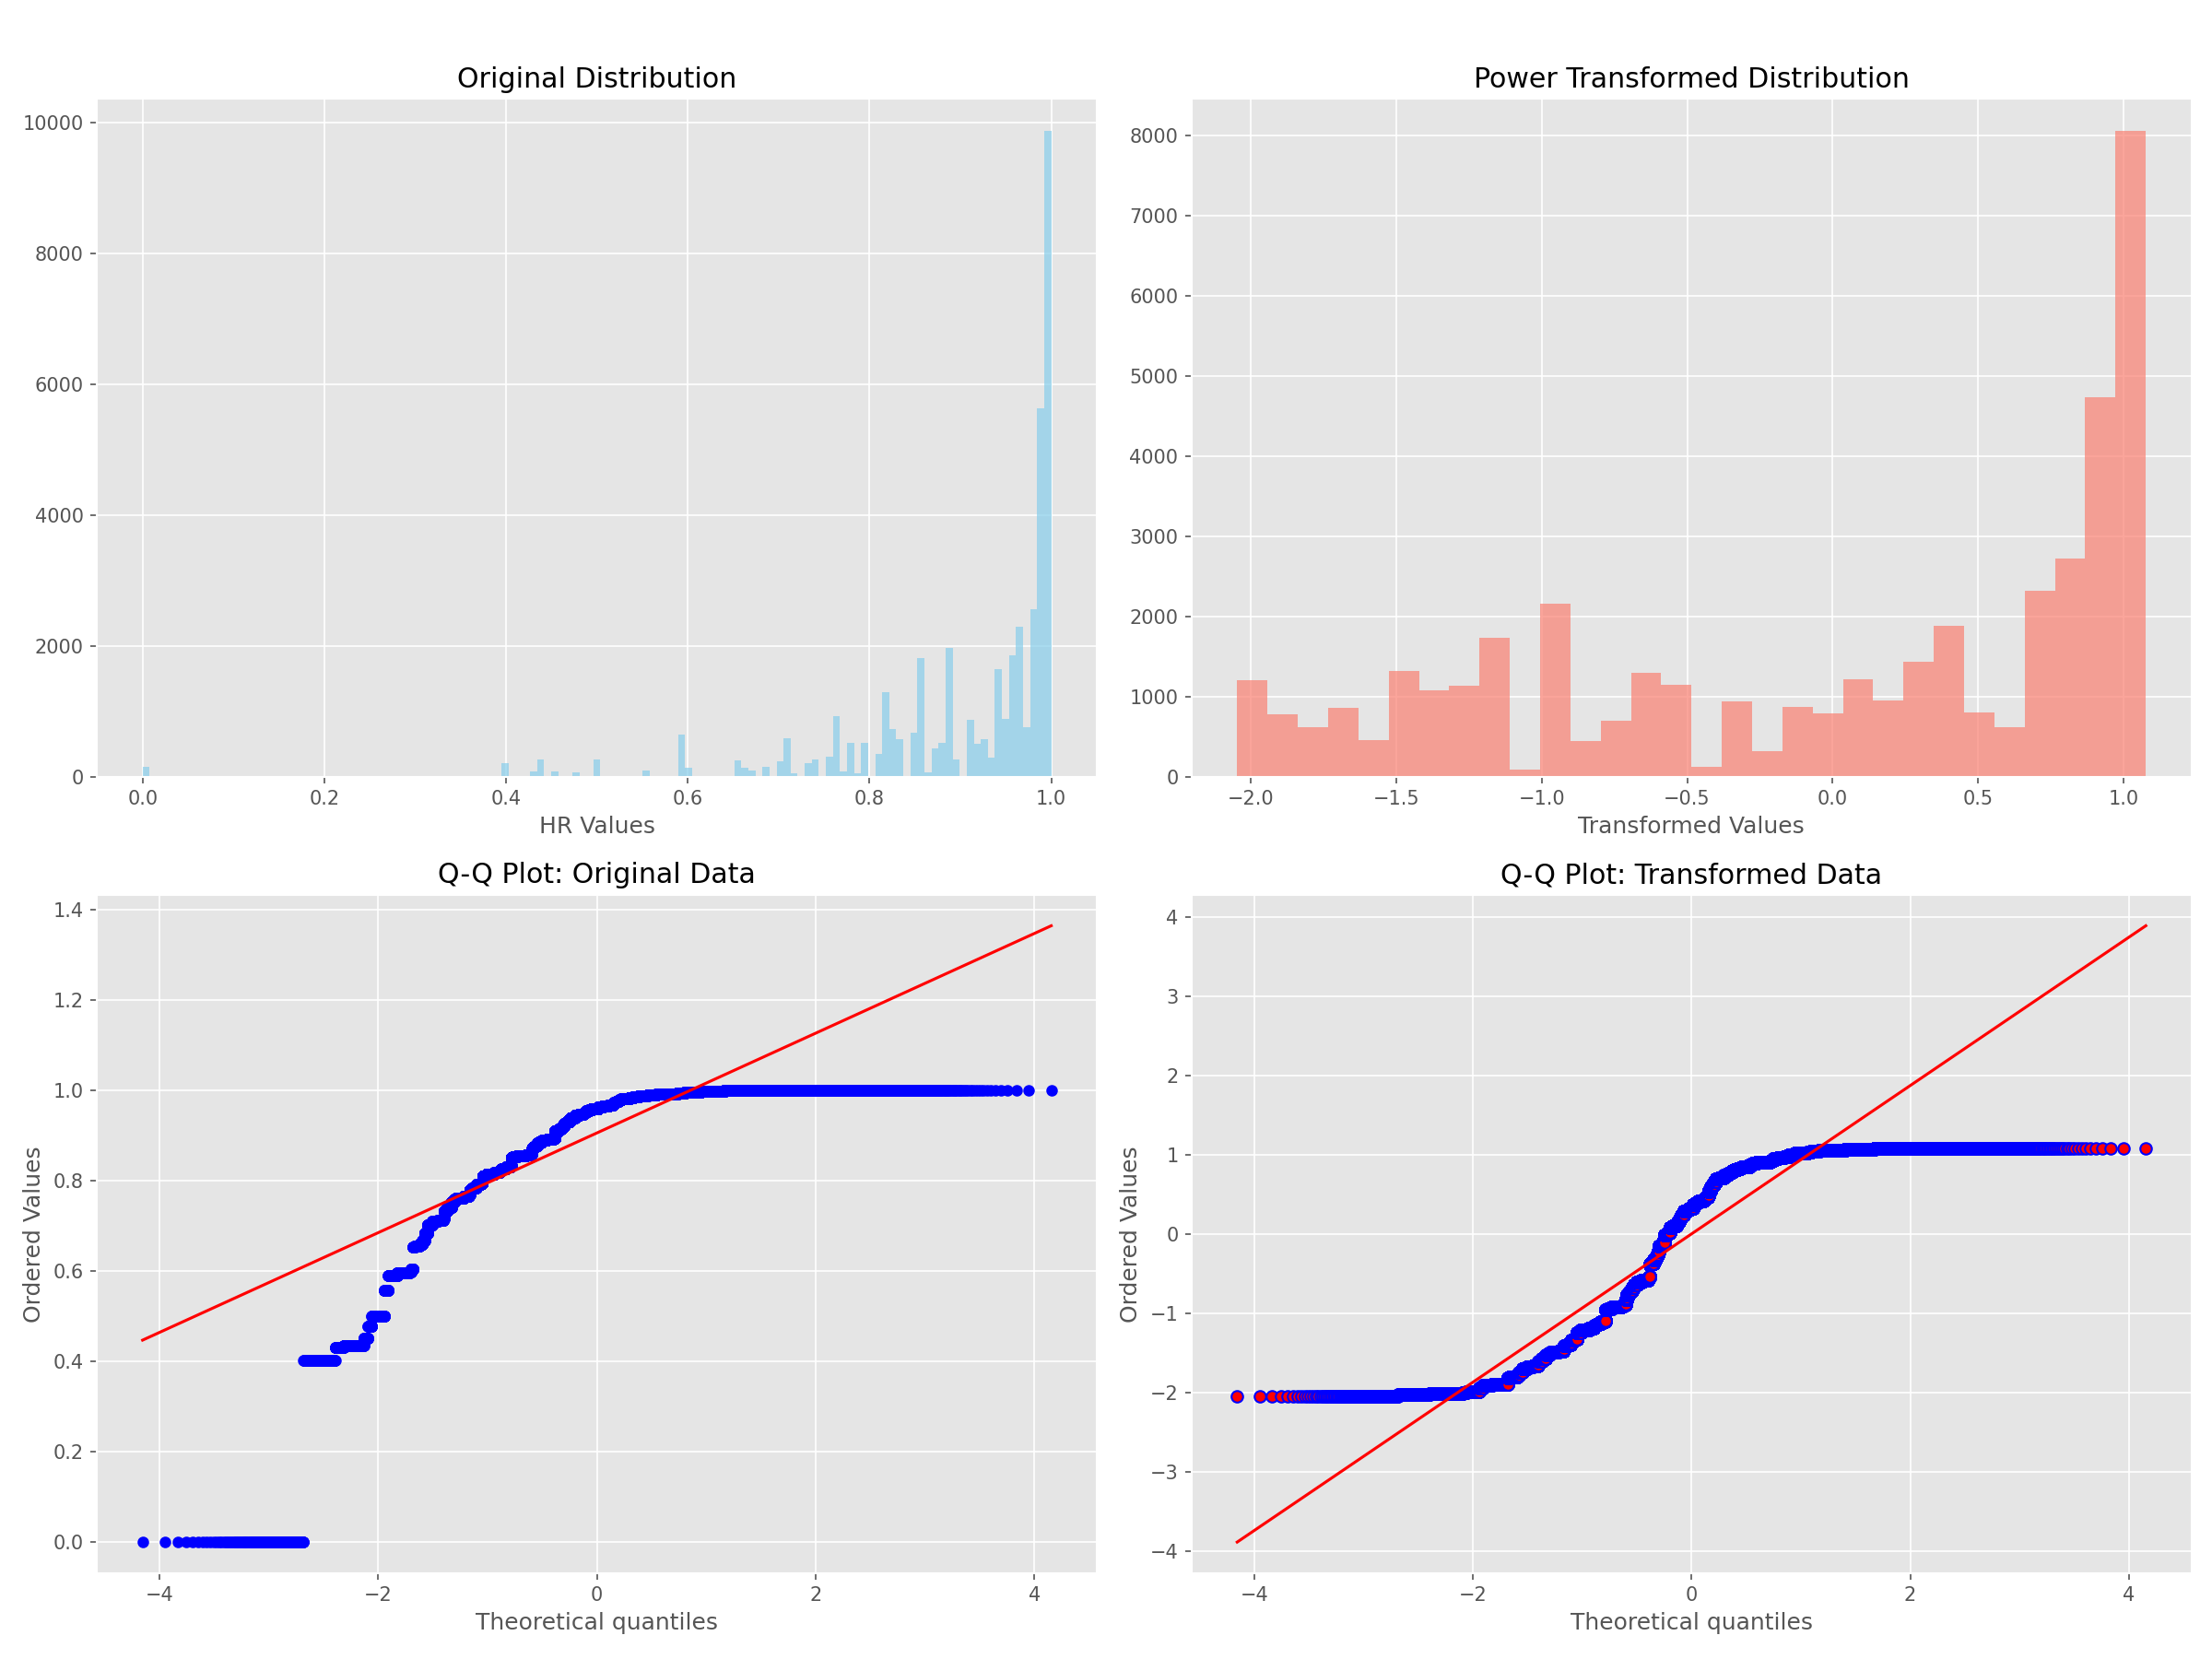 Original Distribution
10000
8000
6000
4000
2000
0
0.0 0.2 0.4 0.6 0.8 1.0
HR Values
Power Transformed Distribution
8000
7000
6000
5000
4000
3000
2000
1000
0
−2.0 −1.5 −1.0 −0.5 0.0 0.5 1.0
Transformed Values
Q-Q Plot: Original Data
Ordered Values
1.4
1.2
1.0
0.8
0.6
0.4
0.2
0.0
−4 −2 0 2 4
Theoretical quantiles
Q-Q Plot: Transformed Data
Ordered Values
4
3
2
1
0
−1
−2
−3
−4
−4 −2 0 2 4
Theoretical quantiles